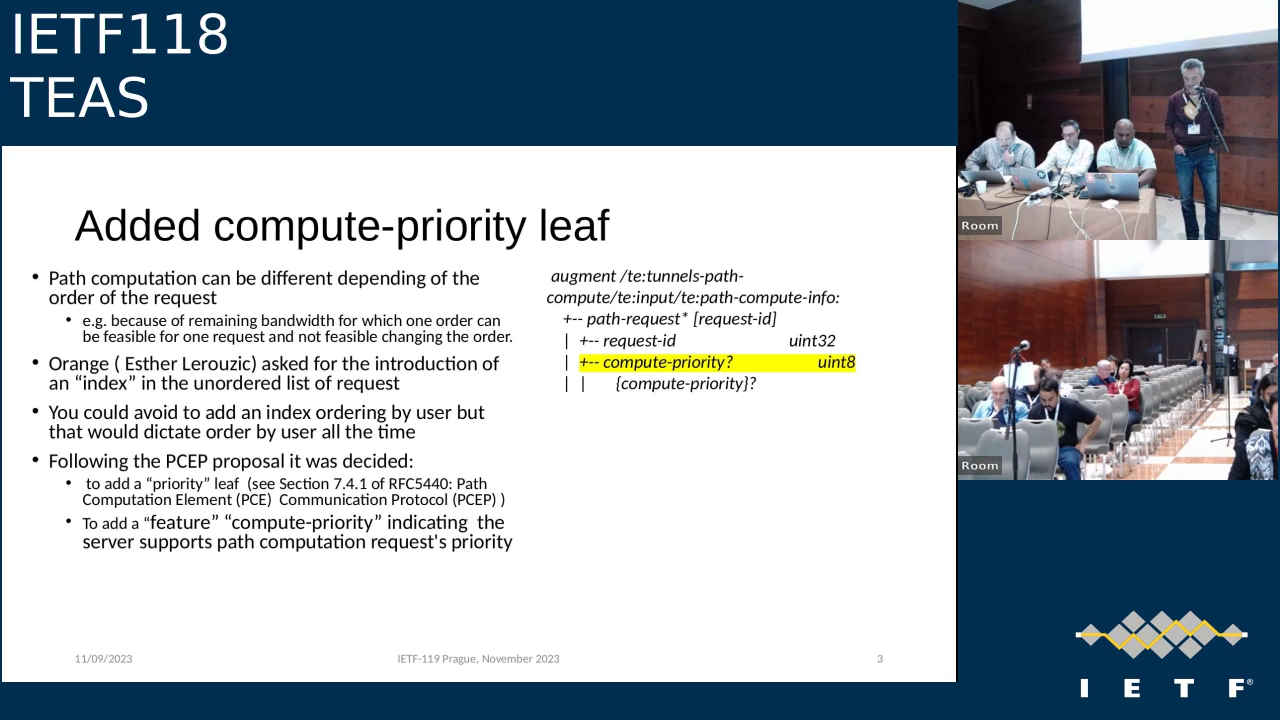 IETF118
TEAS
Added compute-priority leaf
• Path computation can be different depending of the
order of the request
• e.g. because of remaining bandwidth for which one order can
be feasible for one request and not feasible changing the order.
• Orange ( Esther Lerouzic) asked for the introduction of
an “index” in the unordered list of request
• You could avoid to add an index ordering by user but
that would dictate order by user all the time
• Following the PCEP proposal it was decided:
• to add a “priority” leaf (see Section 7.4.1 of RFC5440: Path
Computation Element (PCE) Communication Protocol (PCEP) )
• To add a “feature” “compute-priority” indicating the
server supports path computation request's priority
augment /te:tunnels-path-
compute/te:input/te:path-compute-info:
+-- path-request* [request-id]
| +-- request-id uint32
| +-- compute-priority? uint8
| | {compute-priority}?
11/09/2023
IETF-119 Prague, November 2023
3
Room
Room
I E T F®